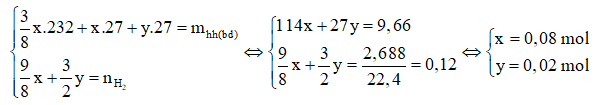 { 3/8 x.232 + x.27 + y.27 = m_hh(bđ) ⇔ { 114x + 27y = 9,66 ⇔ { x = 0,08 mol
9/8 x + 3/2 y = n_H₂ 9/8 x + 3/2 y = 2,688/22,4 = 0,12 y = 0,02 mol